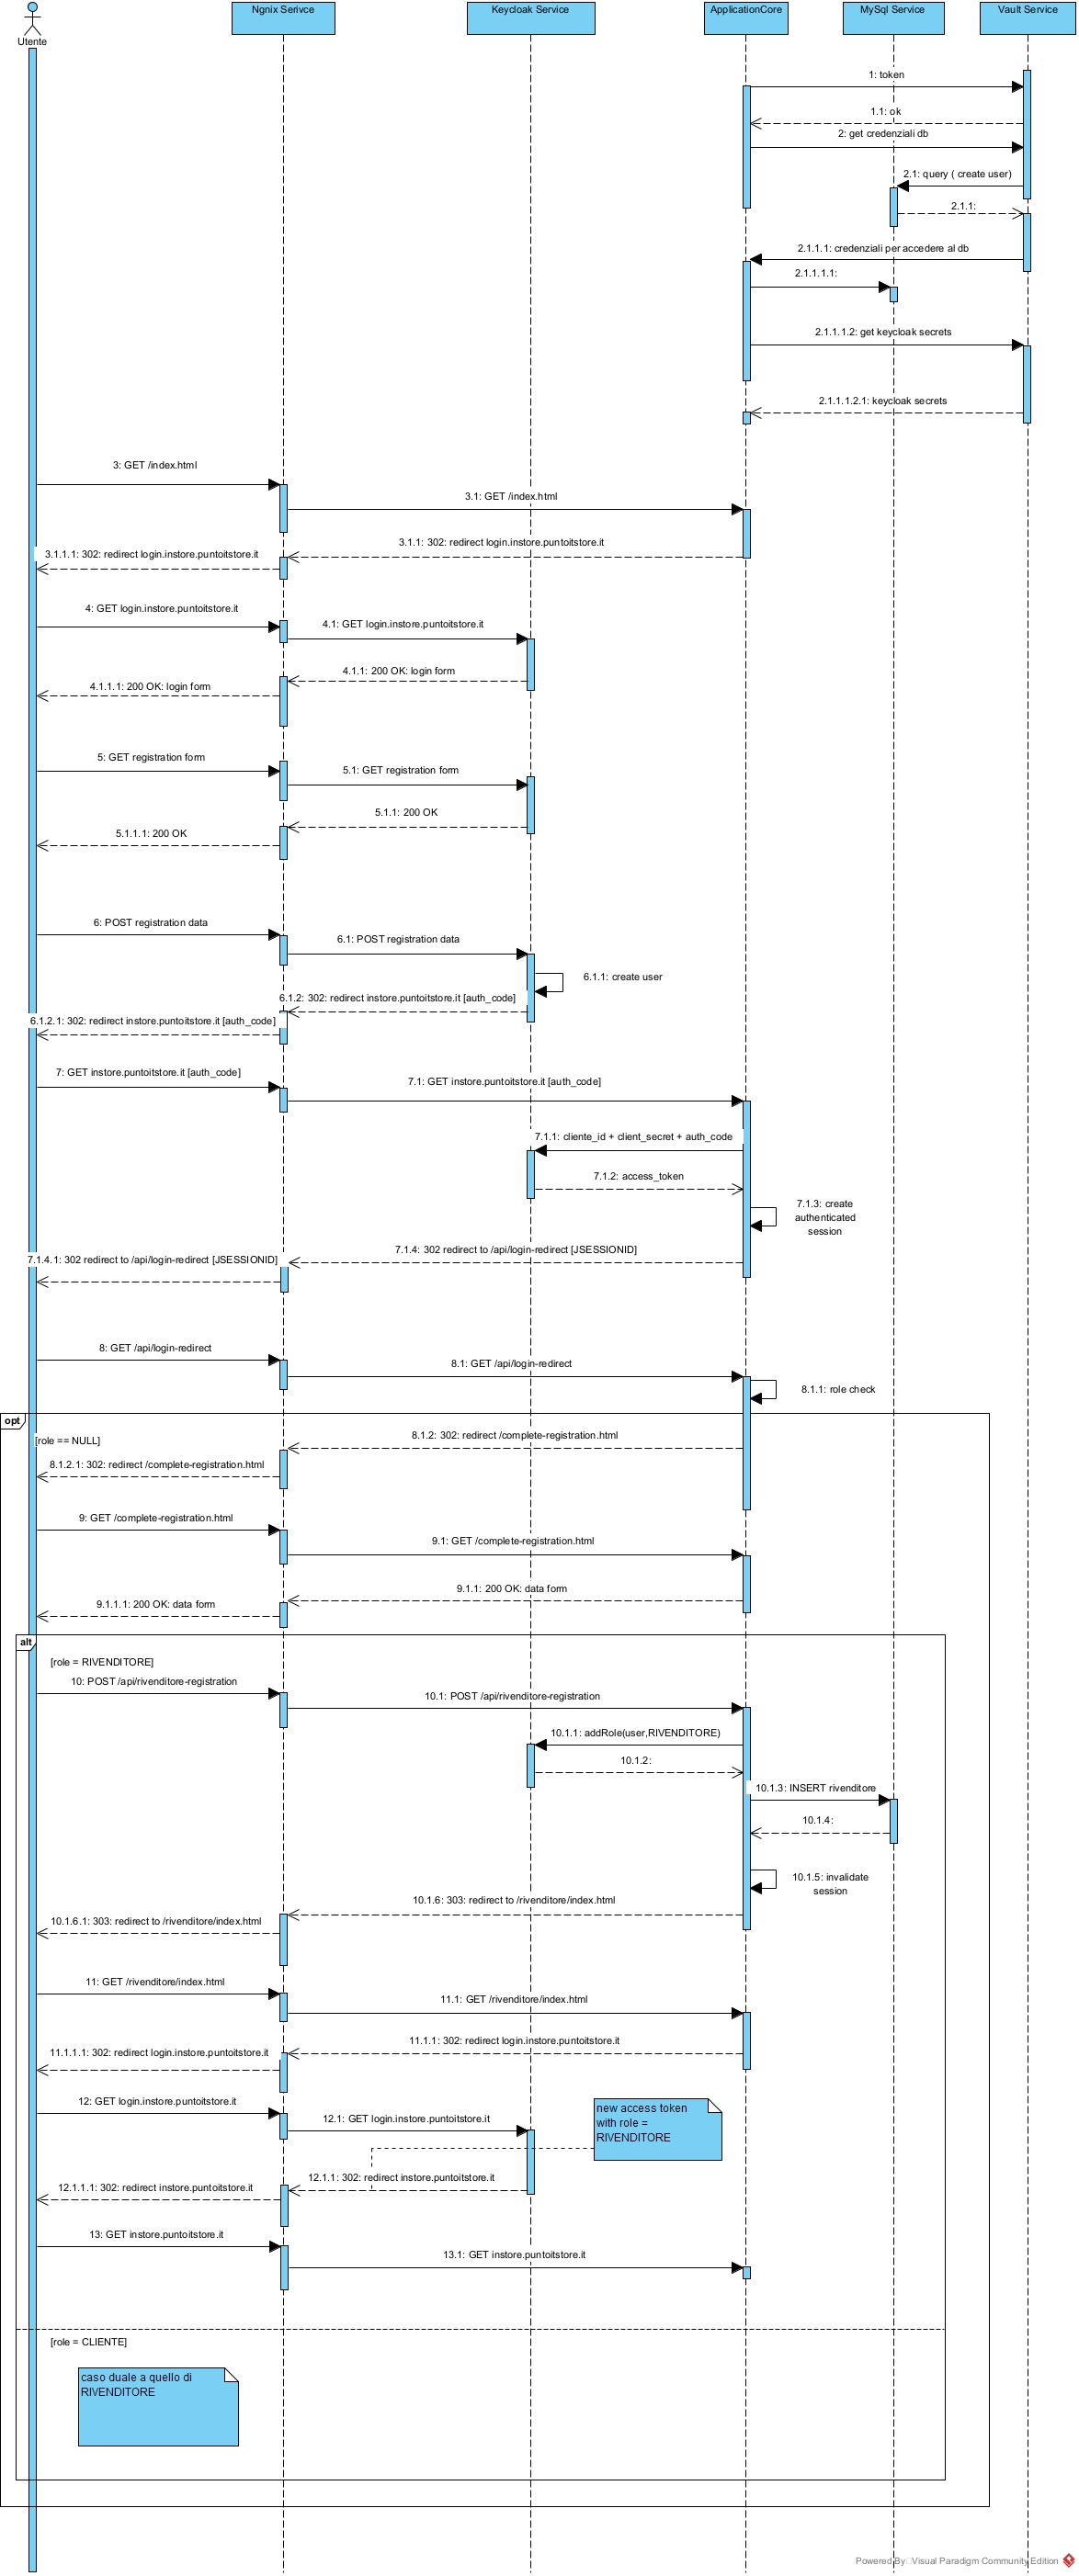 Utente
Ngnix Serivce
Keycloak Service
ApplicationCore
MySql Service
Vault Service
1: token
1.1: ok
2: get credenziali db
2.1: query ( create user)
2.1.1:
2.1.1.1: credenziali per accedere al db
2.1.1.1.1:
2.1.1.1.2: get keycloak secrets
2.1.1.1.2.1: keycloak secrets
3: GET /index.html
3.1: GET /index.html
3.1.1: 302: redirect login.instore.puntoitstore.it
3.1.1.1: 302: redirect login.instore.puntoitstore.it
4: GET login.instore.puntoitstore.it
4.1: GET login.instore.puntoitstore.it
4.1.1: 200 OK: login form
4.1.1.1: 200 OK: login form
5: GET registration form
5.1: GET registration form
5.1.1: 200 OK
5.1.1.1: 200 OK
6: POST registration data
6.1: POST registration data
6.1.1: create user
6.1.2: 302: redirect instore.puntoitstore.it [auth_code]
6.1.2.1: 302: redirect instore.puntoitstore.it [auth_code]
7: GET instore.puntoitstore.it [auth_code]
7.1: GET instore.puntoitstore.it [auth_code]
7.1.1: cliente_id + client_secret + auth_code
7.1.2: access_token
7.1.3: create
authenticated
session
7.1.4: 302 redirect to /api/login-redirect [JSESSIONID]
7.1.4.1: 302 redirect to /api/login-redirect [JSESSIONID]
8: GET /api/login-redirect
8.1: GET /api/login-redirect
8.1.1: role check
opt
[role == NULL]
8.1.2: 302: redirect /complete-registration.html
8.1.2.1: 302: redirect /complete-registration.html
9: GET /complete-registration.html
9.1: GET /complete-registration.html
9.1.1: 200 OK: data form
9.1.1.1: 200 OK: data form
alt
[role = RIVENDITORE]
10: POST /api/rivenditore-registration
10.1: POST /api/rivenditore-registration
10.1.1: addRole(user,RIVENDITORE)
10.1.2:
10.1.3: INSERT rivenditore
10.1.4:
10.1.5: invalidate
session
10.1.6: 303: redirect to /rivenditore/index.html
10.1.6.1: 303: redirect to /rivenditore/index.html
11: GET /rivenditore/index.html
11.1: GET /rivenditore/index.html
11.1.1: 302: redirect login.instore.puntoitstore.it
11.1.1.1: 302: redirect login.instore.puntoitstore.it
12: GET login.instore.puntoitstore.it
12.1: GET login.instore.puntoitstore.it
new access token
with role =
RIVENDITORE
12.1.1: 302: redirect instore.puntoitstore.it
12.1.1.1: 302: redirect instore.puntoitstore.it
13: GET instore.puntoitstore.it
13.1: GET instore.puntoitstore.it
[role = CLIENTE]
caso duale a quello di
RIVENDITORE
Powered By Visual Paradigm Community Edition